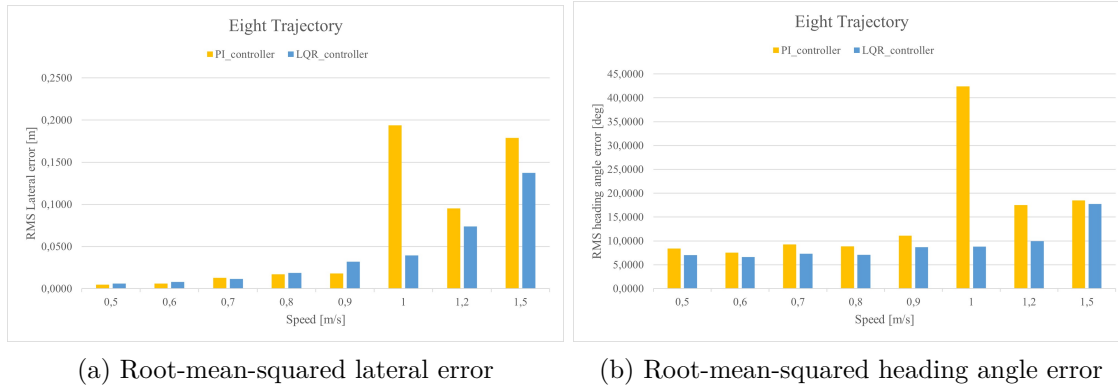 Eight Trajectory
PI_controller LQR_controller
RMS Lateral error [m]
0,2500
0,2000
0,1500
0,1000
0,0500
0,0000
0,5 0,6 0,7 0,8 0,9 1 1,2 1,5
Speed [m/s]
(a) Root-mean-squared lateral error
Eight Trajectory
PI_controller LQR_controller
RMS heading angle error [deg]
45,0000
40,0000
35,0000
30,0000
25,0000
20,0000
15,0000
10,0000
5,0000
0,0000
0,5 0,6 0,7 0,8 0,9 1 1,2 1,5
Speed [m/s]
(b) Root-mean-squared heading angle error